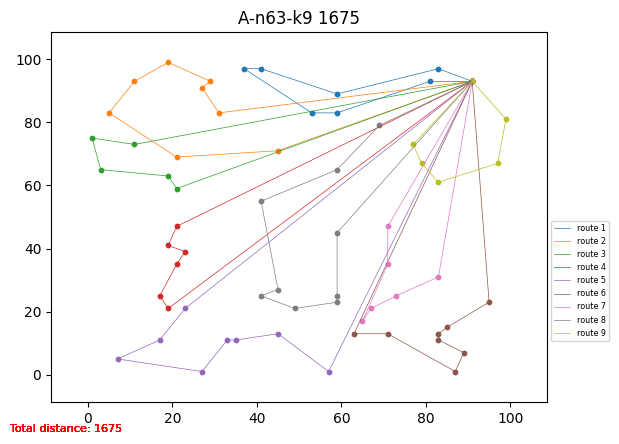 A-n63-k9 1675
100
80
60
40
20
0
0 20 40 60 80 100
route 1
route 2
route 3
route 4
route 5
route 6
route 7
route 8
route 9
Total distance: 1675